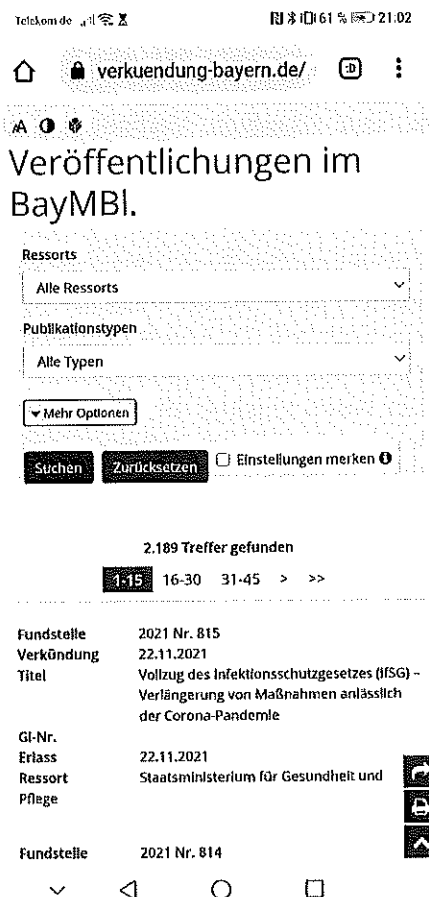 Telekom.de 61 % 21:02
verkuendung-bayern.de/ :D
AA
Veröffentlichungen im
BayMBl.
Ressorts
Alle Ressorts
Publikationstypen
Alle Typen
Mehr Optionen
Suchen Zurücksetzen Einstellungen merken
2.189 Treffer gefunden
1-15 16-30 31-45 > >>
Fundstelle 2021 Nr. 815
Verkündung 22.11.2021
Titel Vollzug des Infektionsschutzgesetzes (IfSG) –
Verlängerung von Maßnahmen anlässlich
der Corona-Pandemie
GI-Nr.
Erlass 22.11.2021
Ressort Staatsministerium für Gesundheit und
Pflege
Fundstelle 2021 Nr. 814